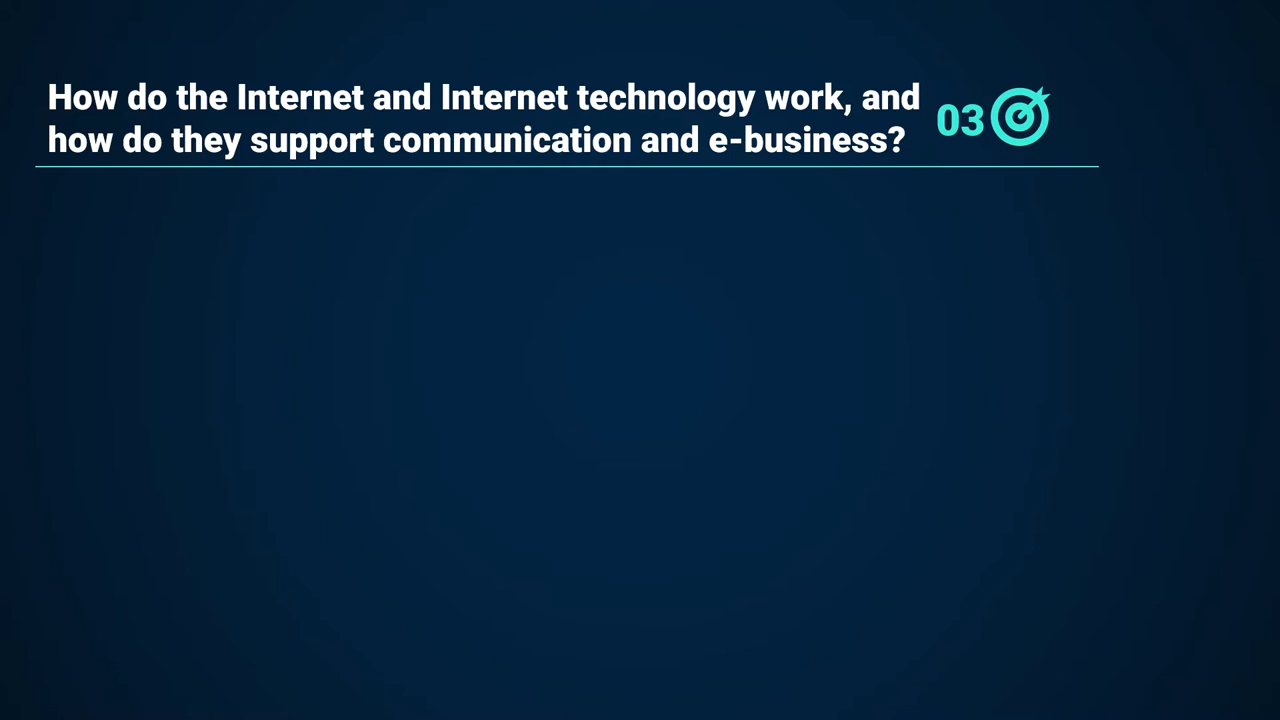 How do the Internet and Internet technology work, and
how do they support communication and e-business?
03